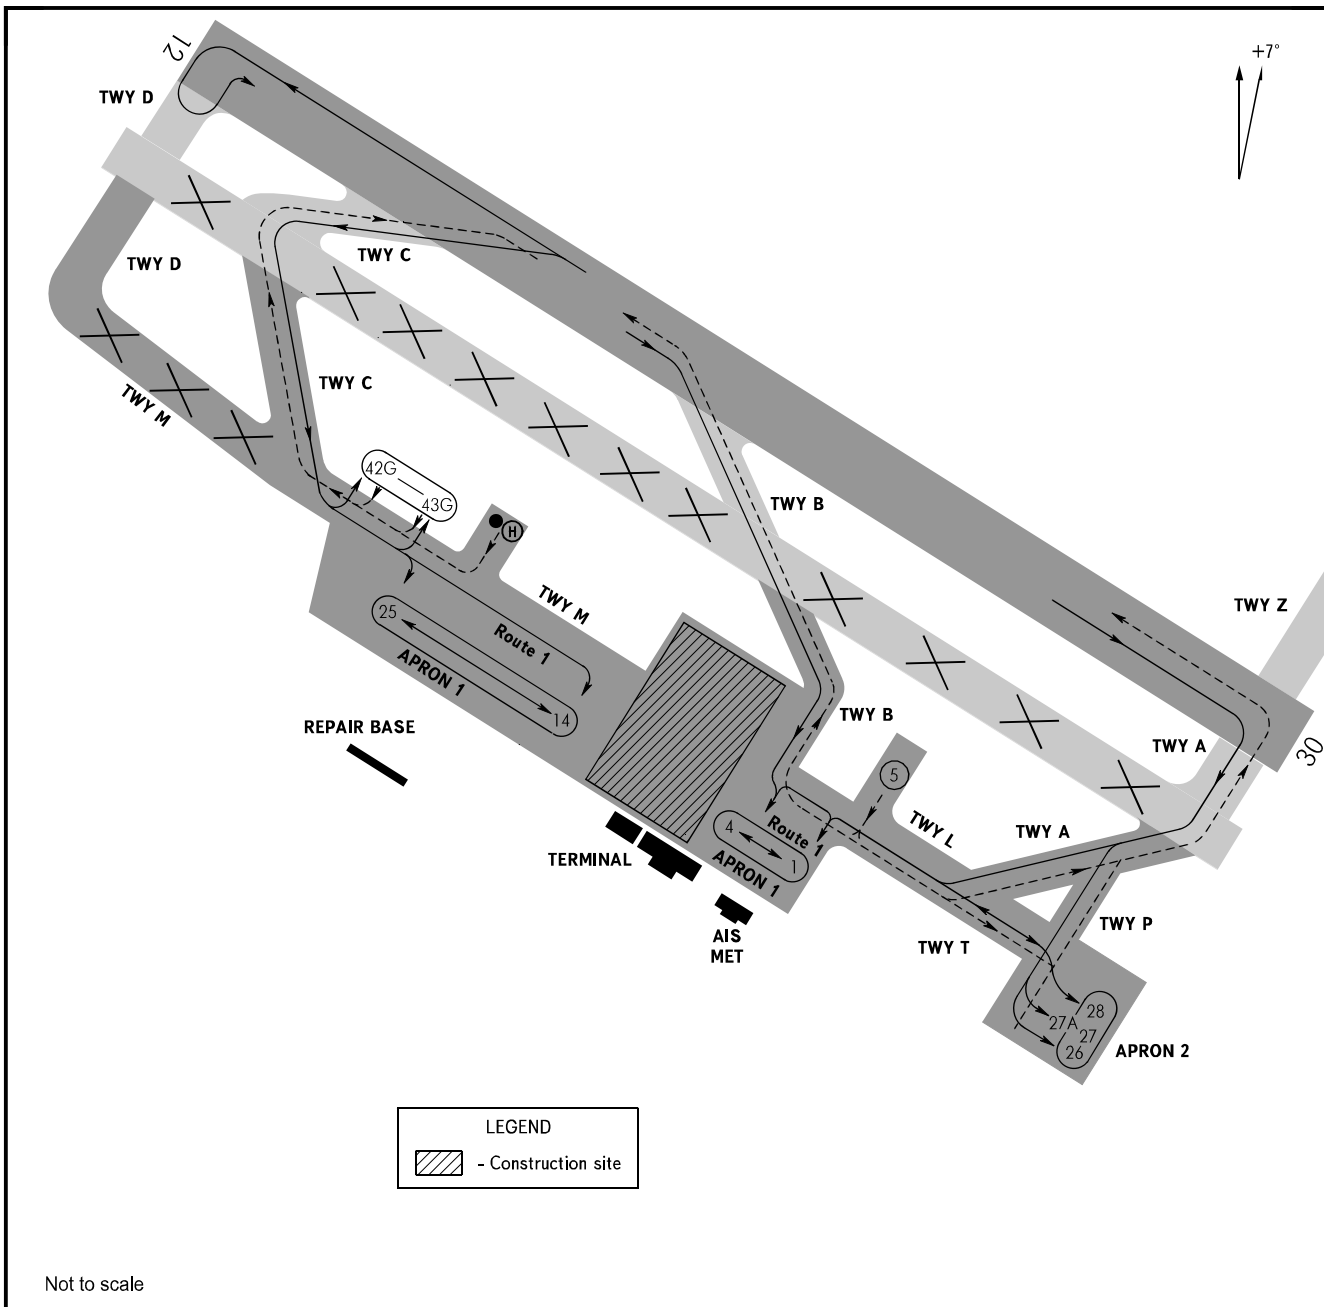 12
+7°
TWY D
TWY D
TWY C
TWY C
TWY M
42G
43G
H
TWY B
TWY Z
TWY M
25
Route 1
APRON 1
14
REPAIR BASE
TWY B
TWY A
30
5
TWY L
TWY A
4
Route 1
1
APRON 1
TERMINAL
AIS
MET
TWY T
TWY P
28
27A
27
26
APRON 2
LEGEND
- Construction site
Not to scale